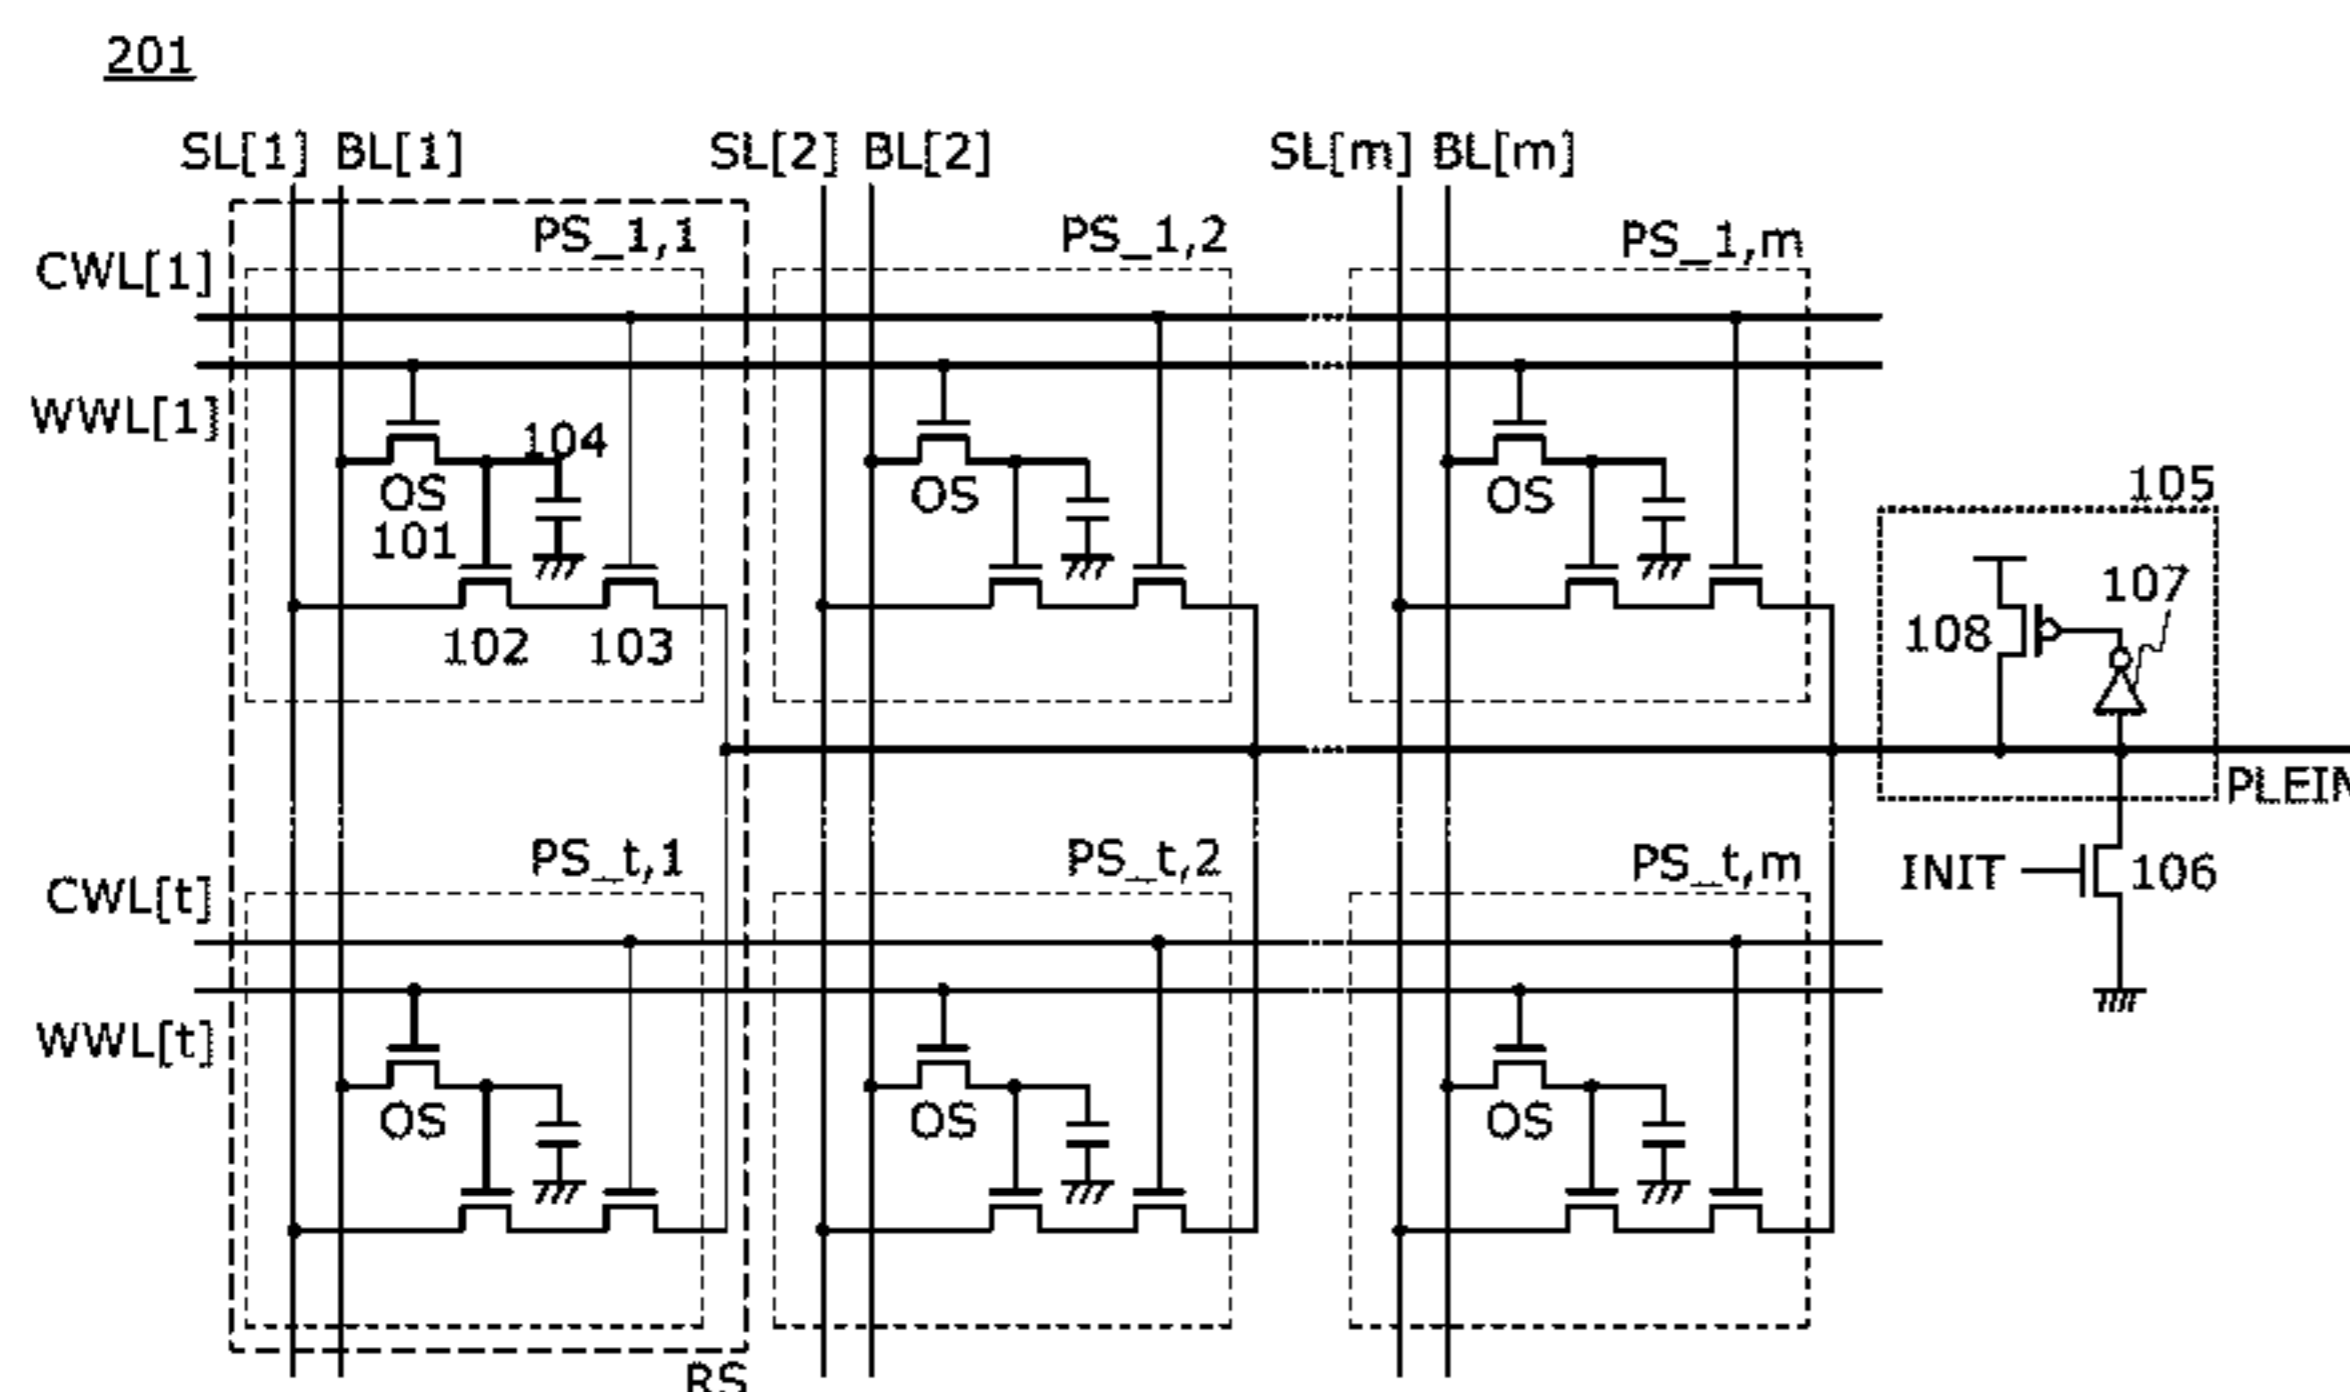 201
SL[1] BL[1] SL[2] BL[2] SL[m] BL[m]
PS_1,1 PS_1,2 PS_1,m
CWL[1]
WWL[1]
104
OS OS OS
101
105
107
108
102 103
PLEIN
PS_t,1 PS_t,2 PS_t,m
CWL[t]
INIT 106
WWL[t]
OS OS OS
RS